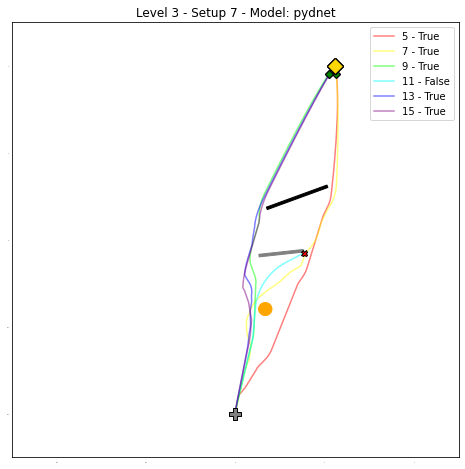 Level 3 - Setup 7 - Model: pydnet
5 - True
7 - True
9 - True
11 - False
13 - True
15 - True